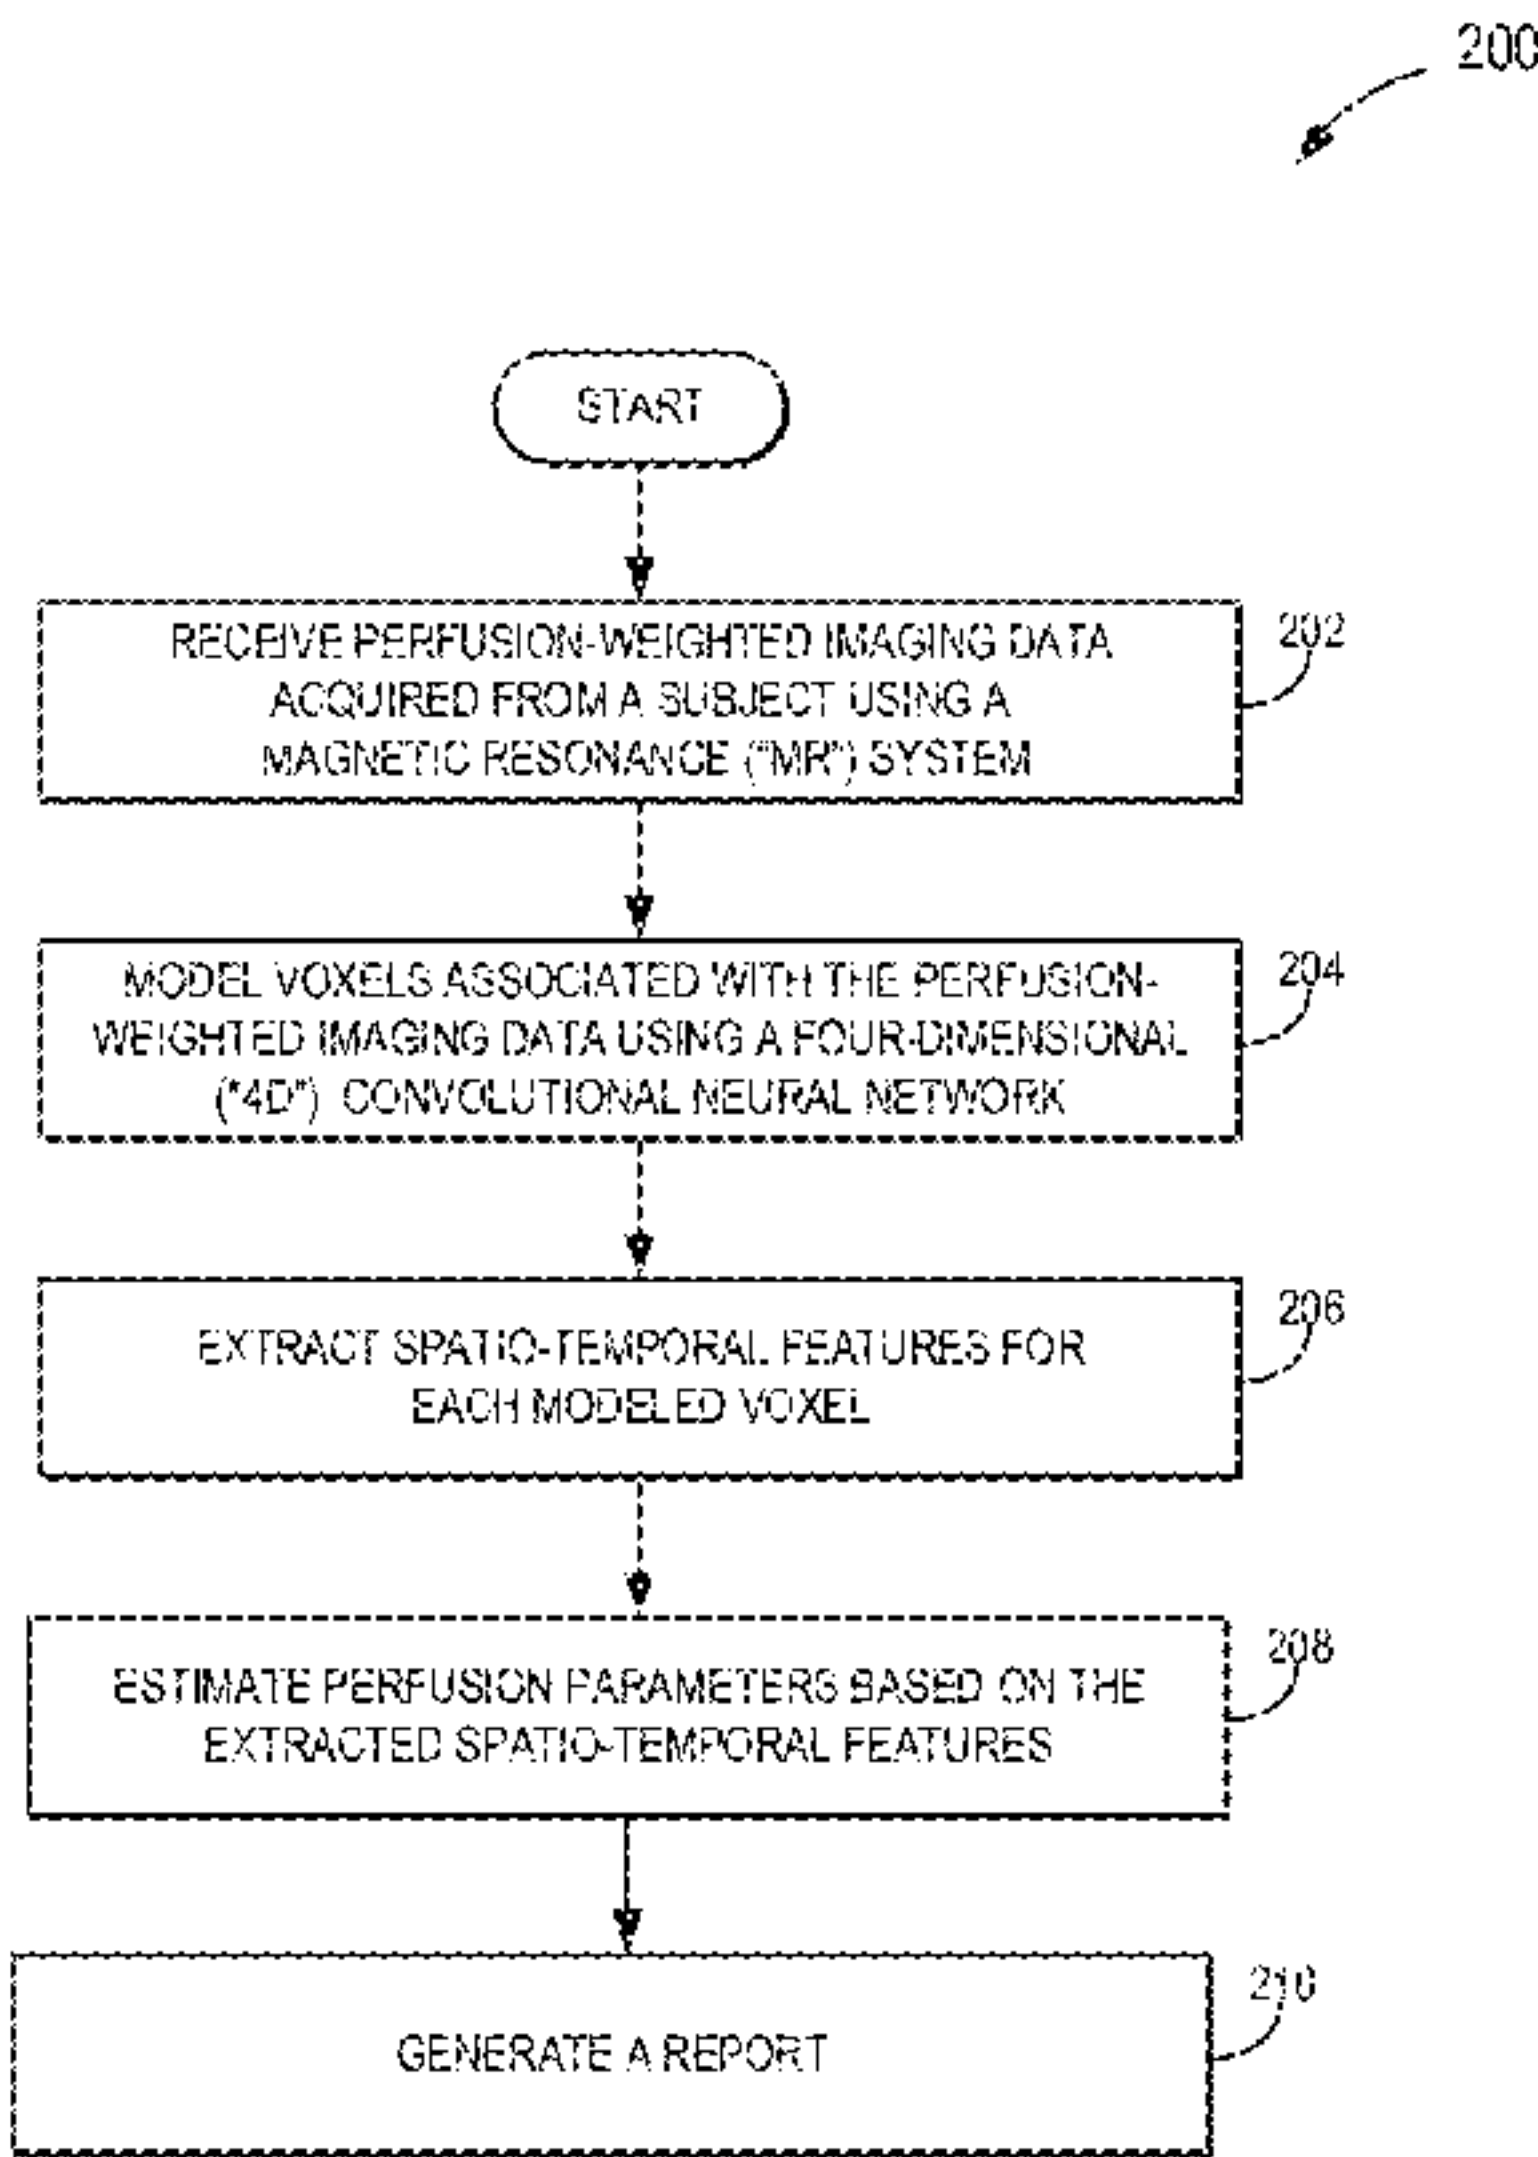 200
START
RECEIVE PERFUSION-WEIGHTED IMAGING DATA
ACQUIRED FROM A SUBJECT USING A
MAGNETIC RESONANCE ("MR") SYSTEM
202
MODEL VOXELS ASSOCIATED WITH THE PERFUSION-
WEIGHTED IMAGING DATA USING A FOUR-DIMENSIONAL
("4D") CONVOLUTIONAL NEURAL NETWORK
204
EXTRACT SPATIO-TEMPORAL FEATURES FOR
EACH MODELED VOXEL
206
ESTIMATE PERFUSION PARAMETERS BASED ON THE
EXTRACTED SPATIO-TEMPORAL FEATURES
208
GENERATE A REPORT
210